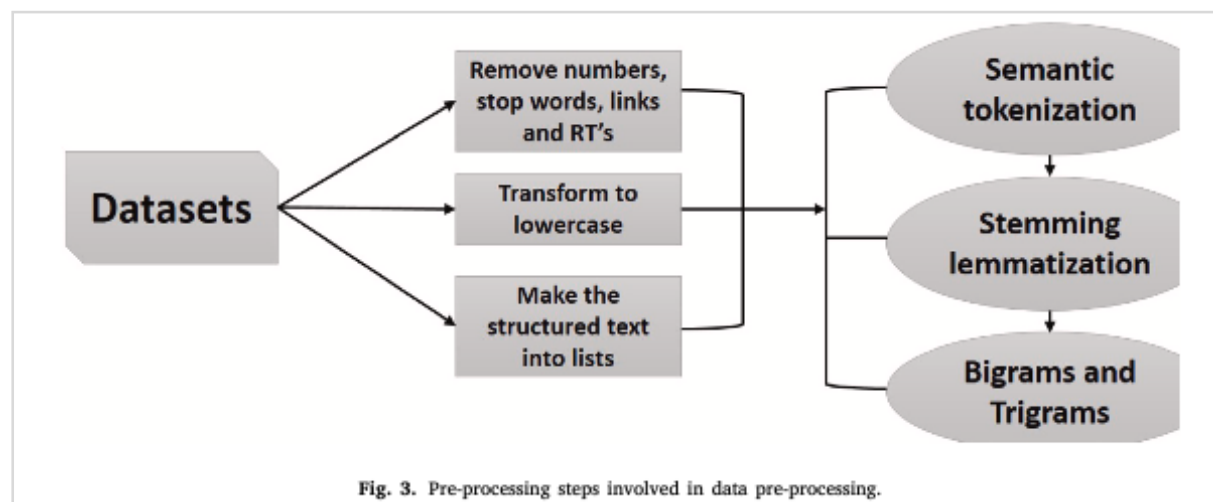 Datasets
Remove numbers,
stop words, links
and RT's
Transform to
lowercase
Make the
structured text
into lists
Semantic
tokenization
Stemming
lemmatization
Bigrams and
Trigrams
Fig. 3. Pre-processing steps involved in data pre-processing.